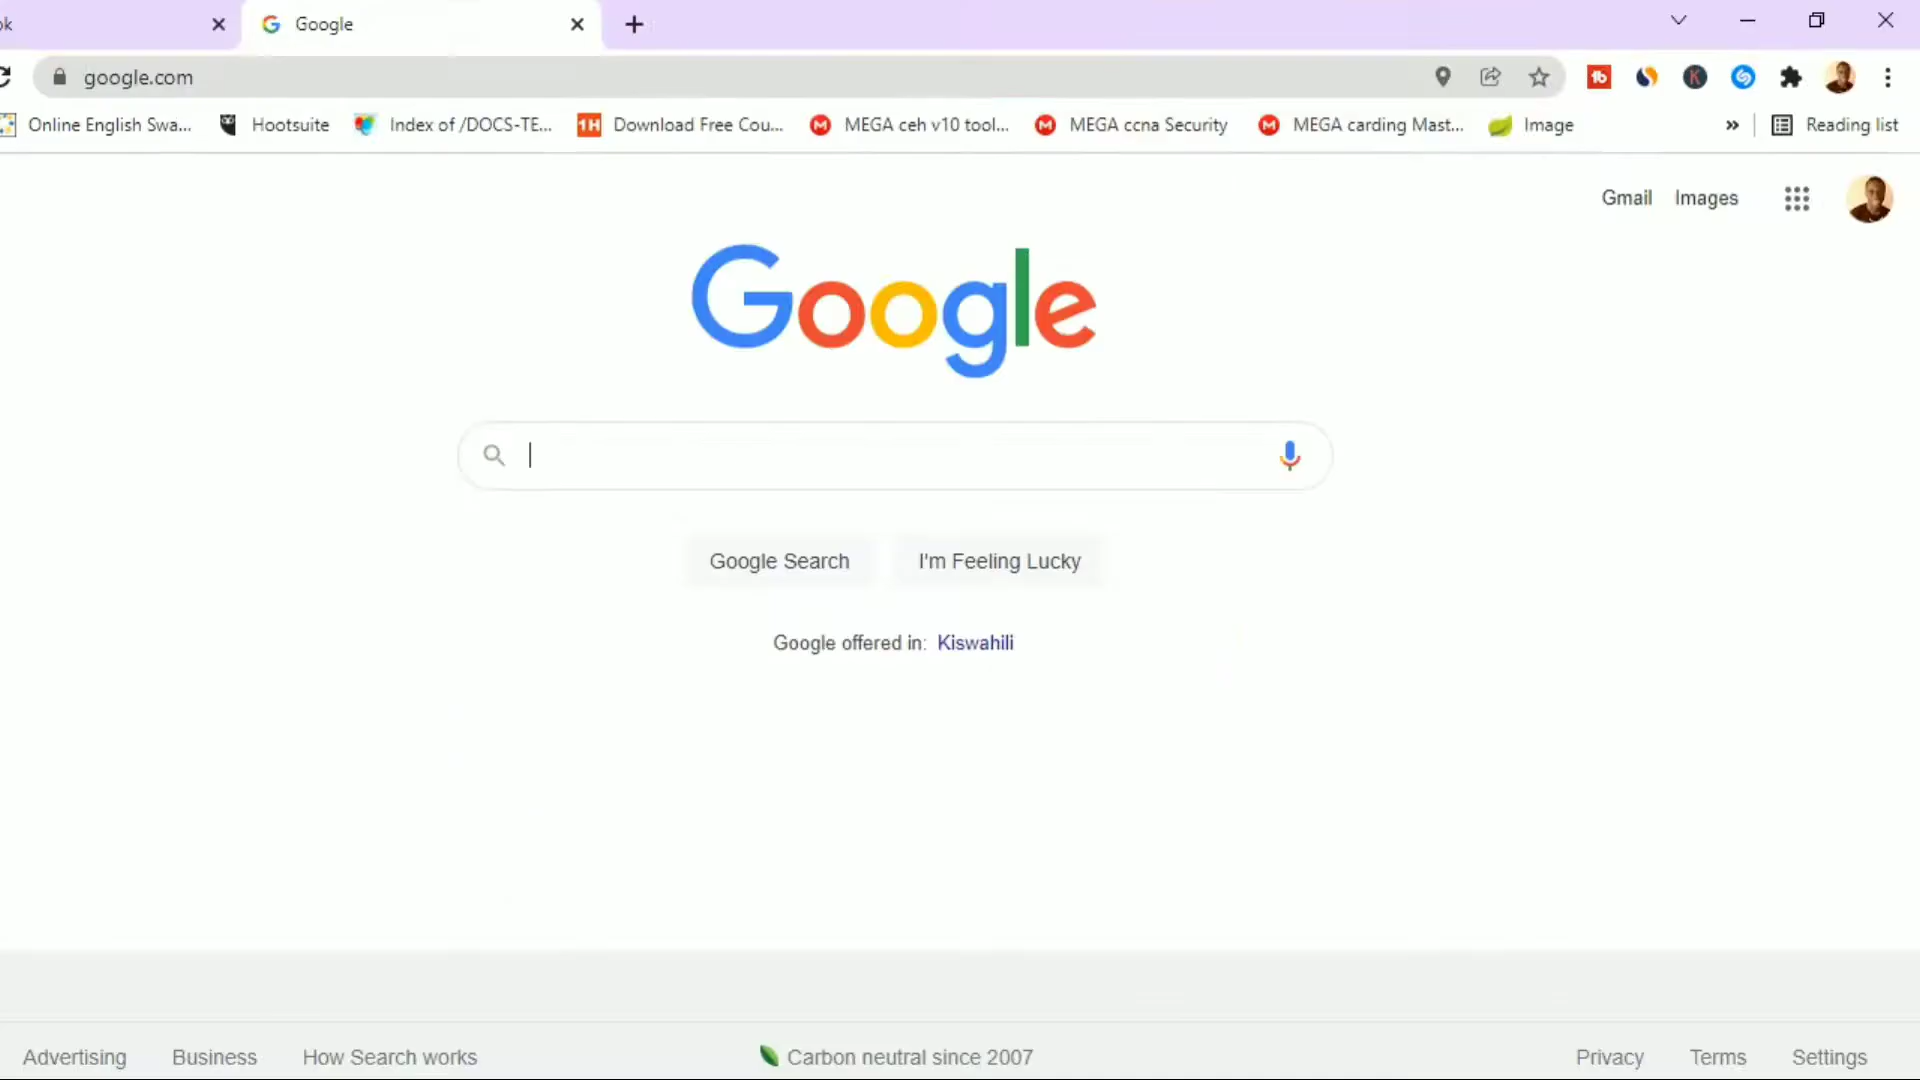 ok
Google
google.com
Online English Swa...
Hootsuite
Index of /DOCS-TE...
1H
Download Free Cou...
MEGA ceh v10 tool...
MEGA ccna Security
MEGA carding Mast...
Image
Reading list
Gmail
Images
Google
Google Search
I'm Feeling Lucky
Google offered in: Kiswahili
Advertising
Business
How Search works
Carbon neutral since 2007
Privacy
Terms
Settings